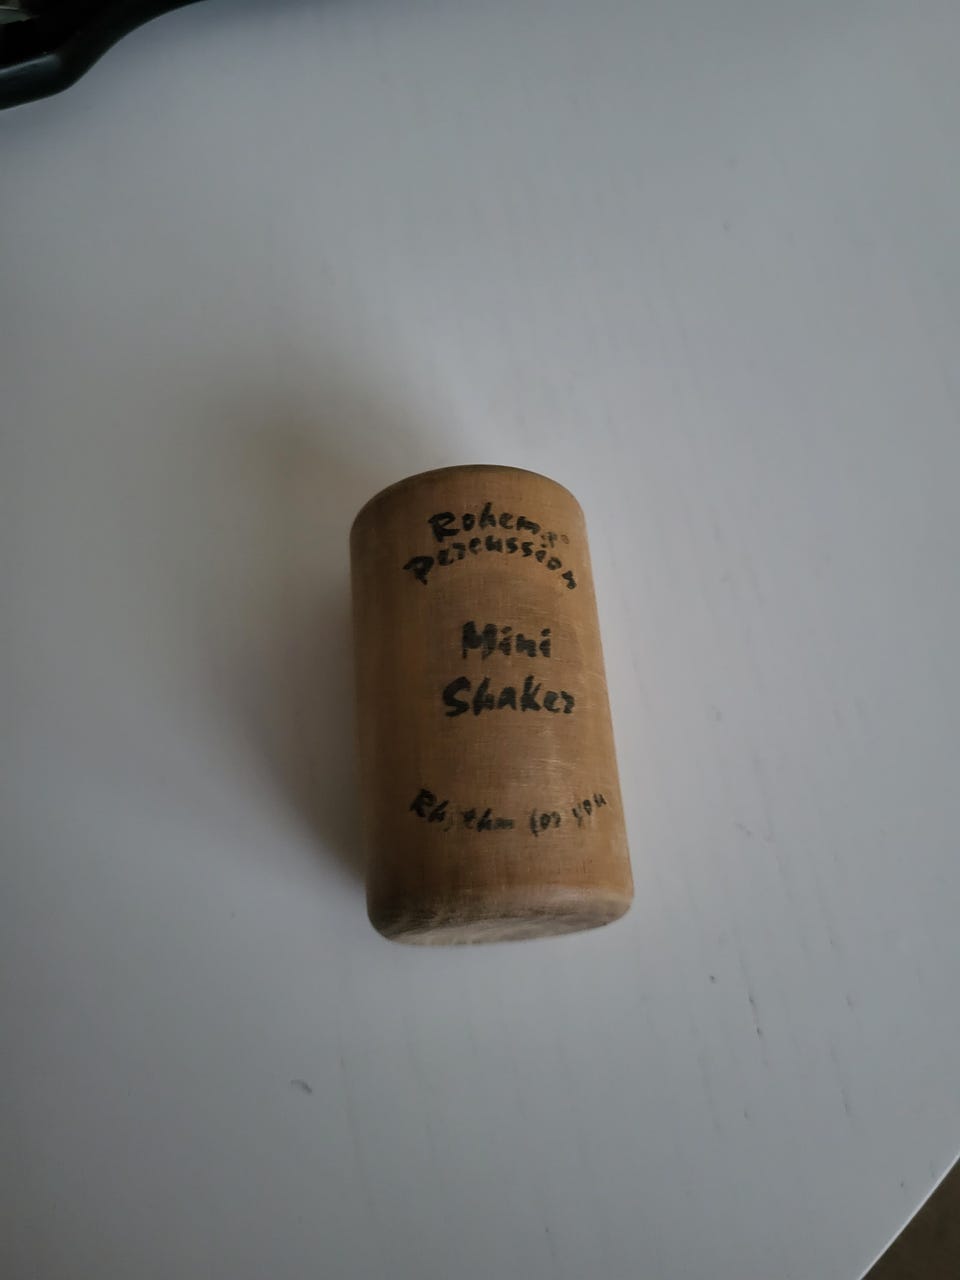 Rohema
Percussion
Mini
Shaker
Rhythm for you